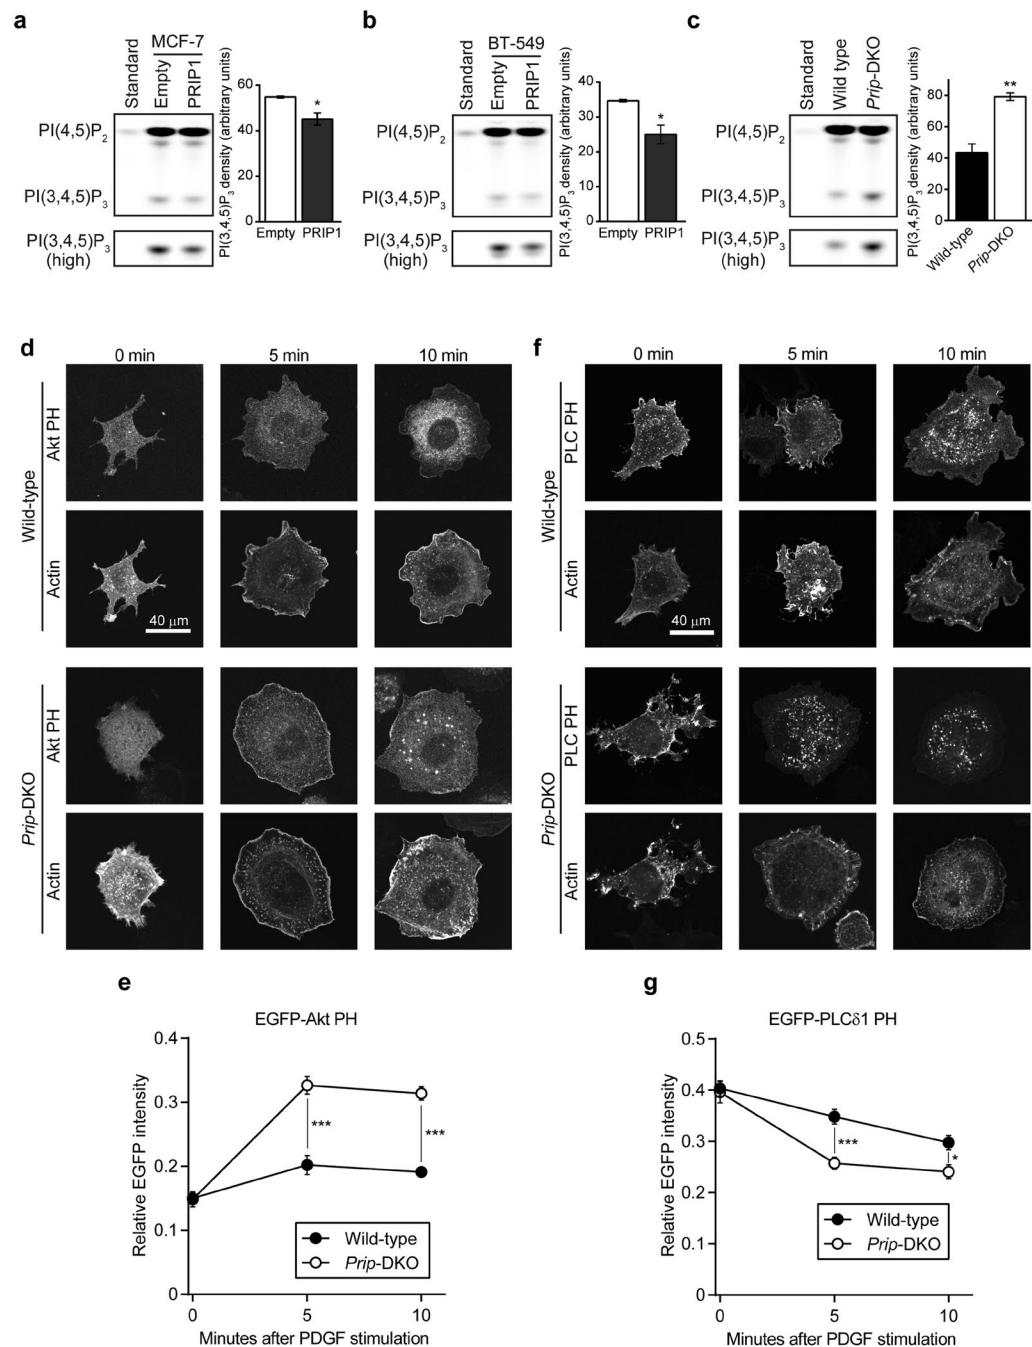 a
MCF-7
Standard
Empty
PRIP1
PI(4,5)P2
PI(3,4,5)P3
PI(3,4,5)P3
(high)
PI(3,4,5)P3 density (arbitrary units)
60
40
20
0
*
Empty PRIP1
b
BT-549
Standard
Empty
PRIP1
PI(4,5)P2
PI(3,4,5)P3
PI(3,4,5)P3
(high)
PI(3,4,5)P3 density (arbitrary units)
40
30
20
10
0
*
Empty PRIP1
c
Standard
Wild type
Prip-DKO
PI(4,5)P2
PI(3,4,5)P3
PI(3,4,5)P3
(high)
PI(3,4,5)P3 density (arbitrary units)
80
60
40
20
0
**
Wild-type
Prip-DKO
d
0 min 5 min 10 min
Wild-type
Akt PH
Actin
40 μm
Prip-DKO
Akt PH
Actin
f
0 min 5 min 10 min
Wild-type
PLC PH
Actin
40 μm
Prip-DKO
PLC PH
Actin
e
EGFP-Akt PH
Relative EGFP intensity
0.4
0.3
0.2
0.1
0
***
***
Wild-type
Prip-DKO
0 5 10
Minutes after PDGF stimulation
g
EGFP-PLCδ1 PH
Relative EGFP intensity
0.5
0.4
0.3
0.2
0.1
0
***
*
Wild-type
Prip-DKO
0 5 10
Minutes after PDGF stimulation